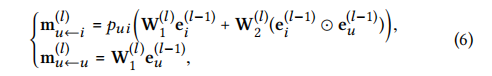 m_{u←i}^{(l)} = p_{ui}(W_1^{(l)} e_i^{(l-1)} + W_2^{(l)}(e_i^{(l-1)} ⊙ e_u^{(l-1)})), (6)
m_{u←u}^{(l)} = W_1^{(l)} e_u^{(l-1)},